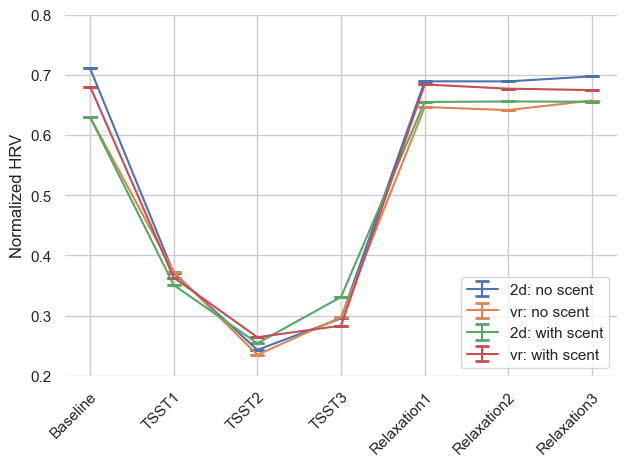 Normalized HRV
0.8
0.7
0.6
0.5
0.4
0.3
0.2
2d: no scent
vr: no scent
2d: with scent
vr: with scent
Baseline
TSST1
TSST2
TSST3
Relaxation1
Relaxation2
Relaxation3